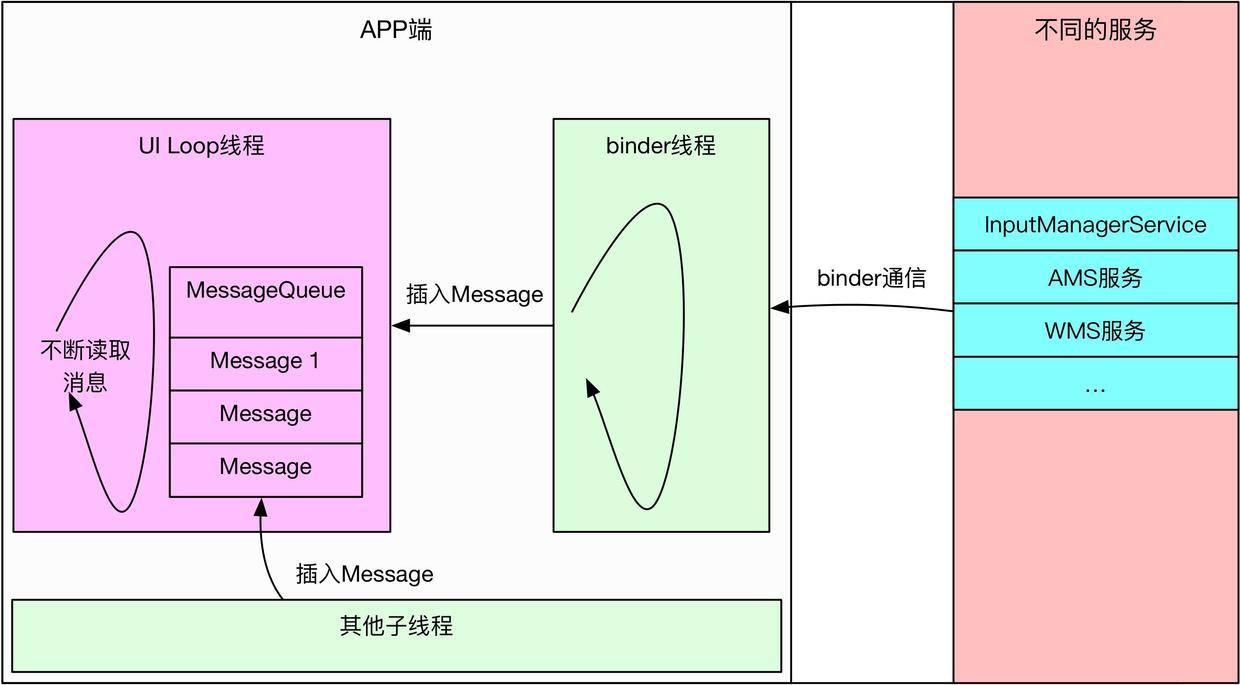 APP端
不同的服务
UI Loop线程
binder线程
InputManagerService
AMS服务
WMS服务
...
binder通信
插入Message
MessageQueue
Message 1
Message
Message
不断读取
消息
插入Message
其他子线程